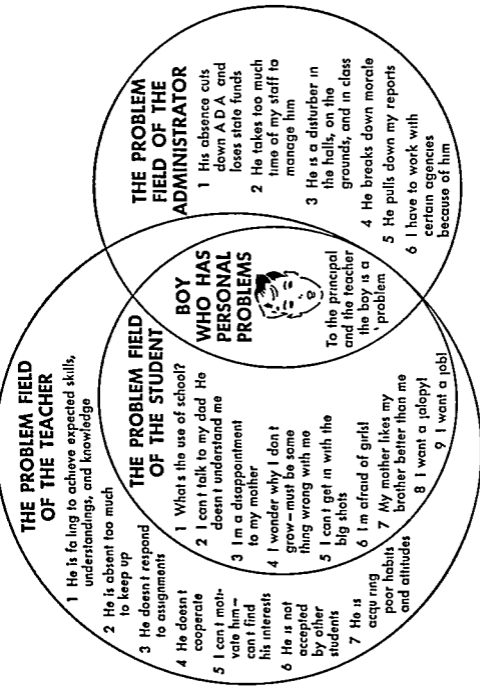 THE PROBLEM FIELD
OF THE TEACHER
1 He is fa ling to achieve expected skills,
understandings, and knowledge
2 He is absent too much
to keep up
3 He doesn t respond
to assignments
4 He doesn t
cooperate
5 I can t moti-
vate him—
can t find
his interests
6 He is not
accepted
by other
students
7 He is
acqu ring
poor habits
and attitudes
THE PROBLEM FIELD
OF THE STUDENT
1 What s the use of school?
2 I can t talk to my dad He
doesn t understand me
3 I m a disappointment
to my mother
4 I wonder why I don t
grow—must be some
thing wrong with me
5 I can t get in with the
big shots
6 I m afraid of girls!
7 My mother likes my
brother better than me
8 I want a jalopy!
9 I want a job!
BOY
WHO HAS
PERSONAL
PROBLEMS
To the principal
and the teacher
the boy is a
' problem
THE PROBLEM
FIELD OF THE
ADMINISTRATOR
1 His absence cuts
down A D A and
loses state funds
2 He takes too much
time of my staff to
manage him
3 He is a disturber in
the halls, on the
grounds, and in class
4 He breaks down morale
5 He pulls down my reports
6 I have to work with
certain agencies
because of him